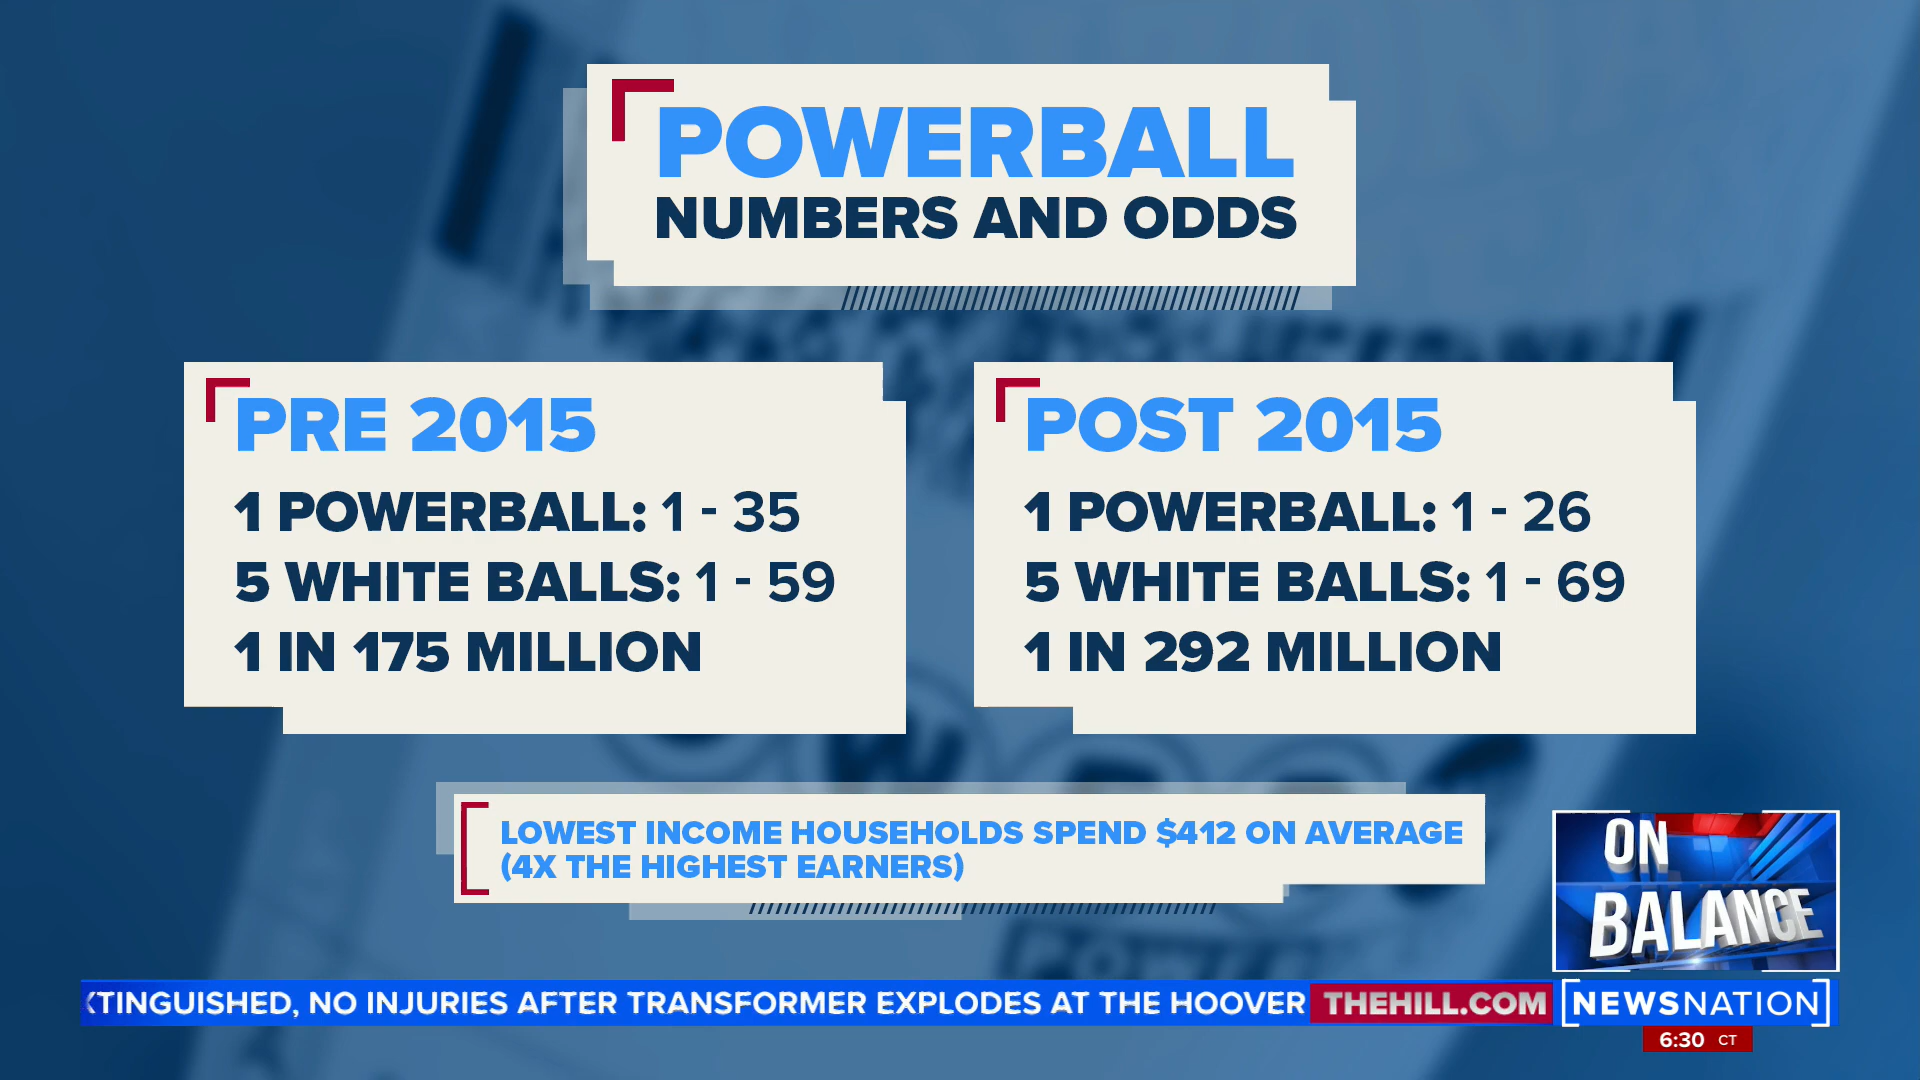 POWERBALL
NUMBERS AND ODDS
PRE 2015
1 POWERBALL: 1 - 35
5 WHITE BALLS: 1 - 59
1 IN 175 MILLION
POST 2015
1 POWERBALL: 1 - 26
5 WHITE BALLS: 1 - 69
1 IN 292 MILLION
LOWEST INCOME HOUSEHOLDS SPEND $412 ON AVERAGE
(4X THE HIGHEST EARNERS)
ON
BALANCE
XTINGUISHED, NO INJURIES AFTER TRANSFORMER EXPLODES AT THE HOOVER THEHILL.COM [NEWSNATION]
6:30 CT